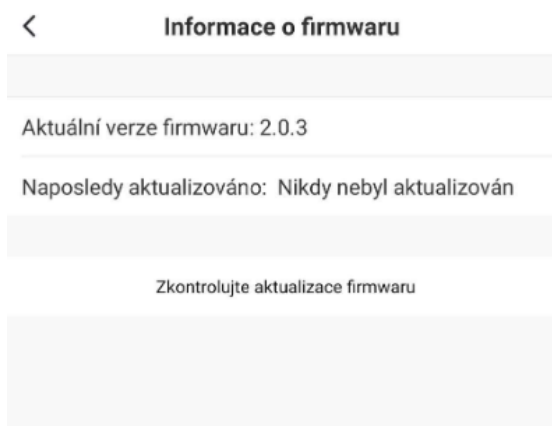 Informace o firmwaru
Aktuální verze firmwaru: 2.0.3
Naposledy aktualizováno: Nikdy nebyl aktualizován
Zkontrolujte aktualizace firmwaru